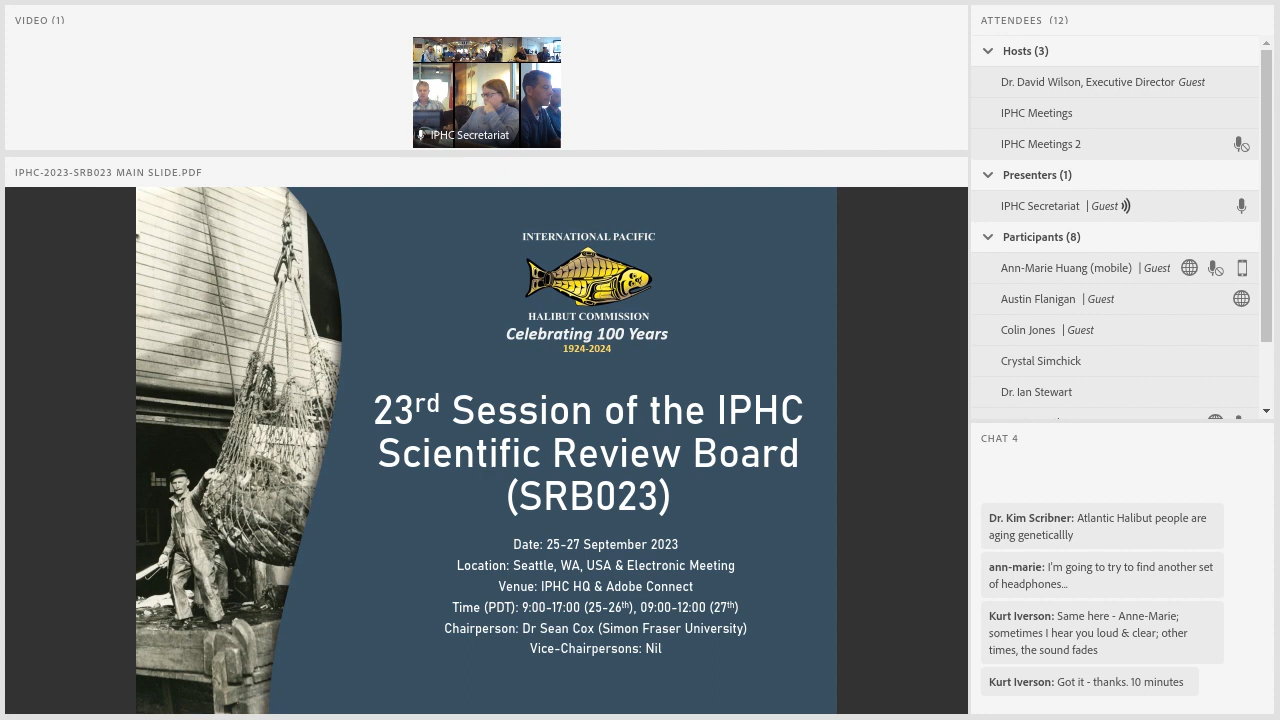 VIDEO (1)
IPHC Secretariat
IPHC-2023-SRB023 MAIN SLIDE.PDF
INTERNATIONAL PACIFIC
HALIBUT COMMISSION
Celebrating 100 Years
1924-2024
23rd Session of the IPHC
Scientific Review Board
(SRB023)
Date: 25-27 September 2023
Location: Seattle, WA, USA & Electronic Meeting
Venue: IPHC HQ & Adobe Connect
Time (PDT): 9:00-17:00 (25-26th), 09:00-12:00 (27th)
Chairperson: Dr Sean Cox (Simon Fraser University)
Vice-Chairpersons: Nil
ATTENDEES (12)
Hosts (3)
Dr. David Wilson, Executive Director Guest
IPHC Meetings
IPHC Meetings 2
Presenters (1)
IPHC Secretariat | Guest
Participants (8)
Ann-Marie Huang (mobile) | Guest
Austin Flanigan | Guest
Colin Jones | Guest
Crystal Simchick
Dr. Ian Stewart
CHAT 4
Dr. Kim Scribner: Atlantic Halibut people are
aging geneticallly
ann-marie: I'm going to try to find another set
of headphones...
Kurt Iverson: Same here - Anne-Marie;
sometimes I hear you loud & clear; other
times, the sound fades
Kurt Iverson: Got it - thanks. 10 minutes